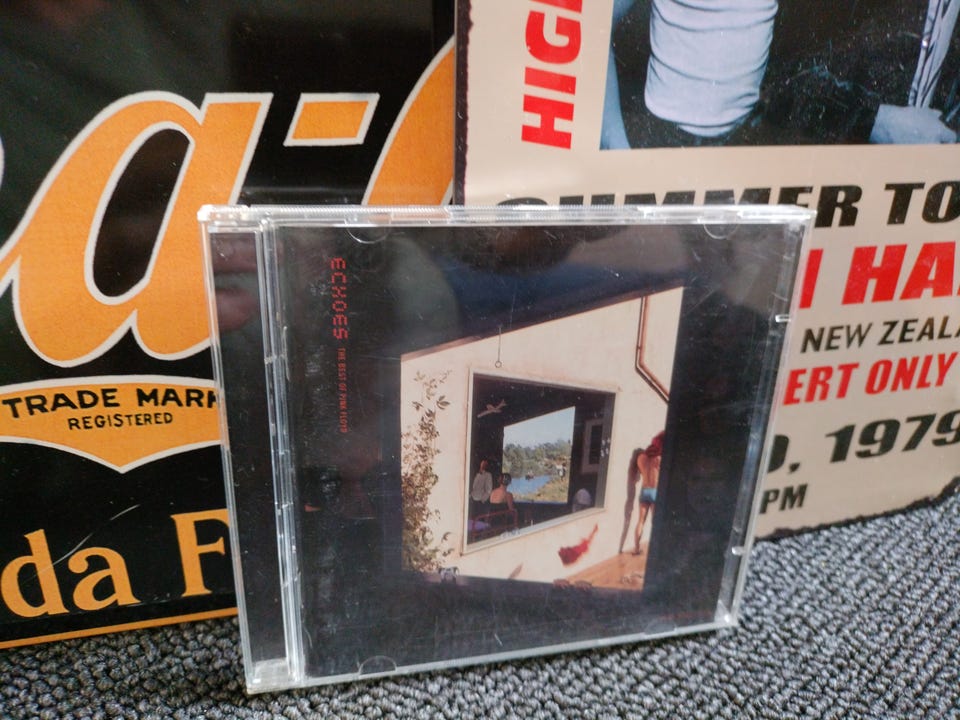 a-
TRADE MARK
REGISTERED
da F
HIG
SUMMER TO
HA
NEW ZEALA
ERT ONLY
, 1979
PM
ECHOES
THE BEST OF PINK FLOYD